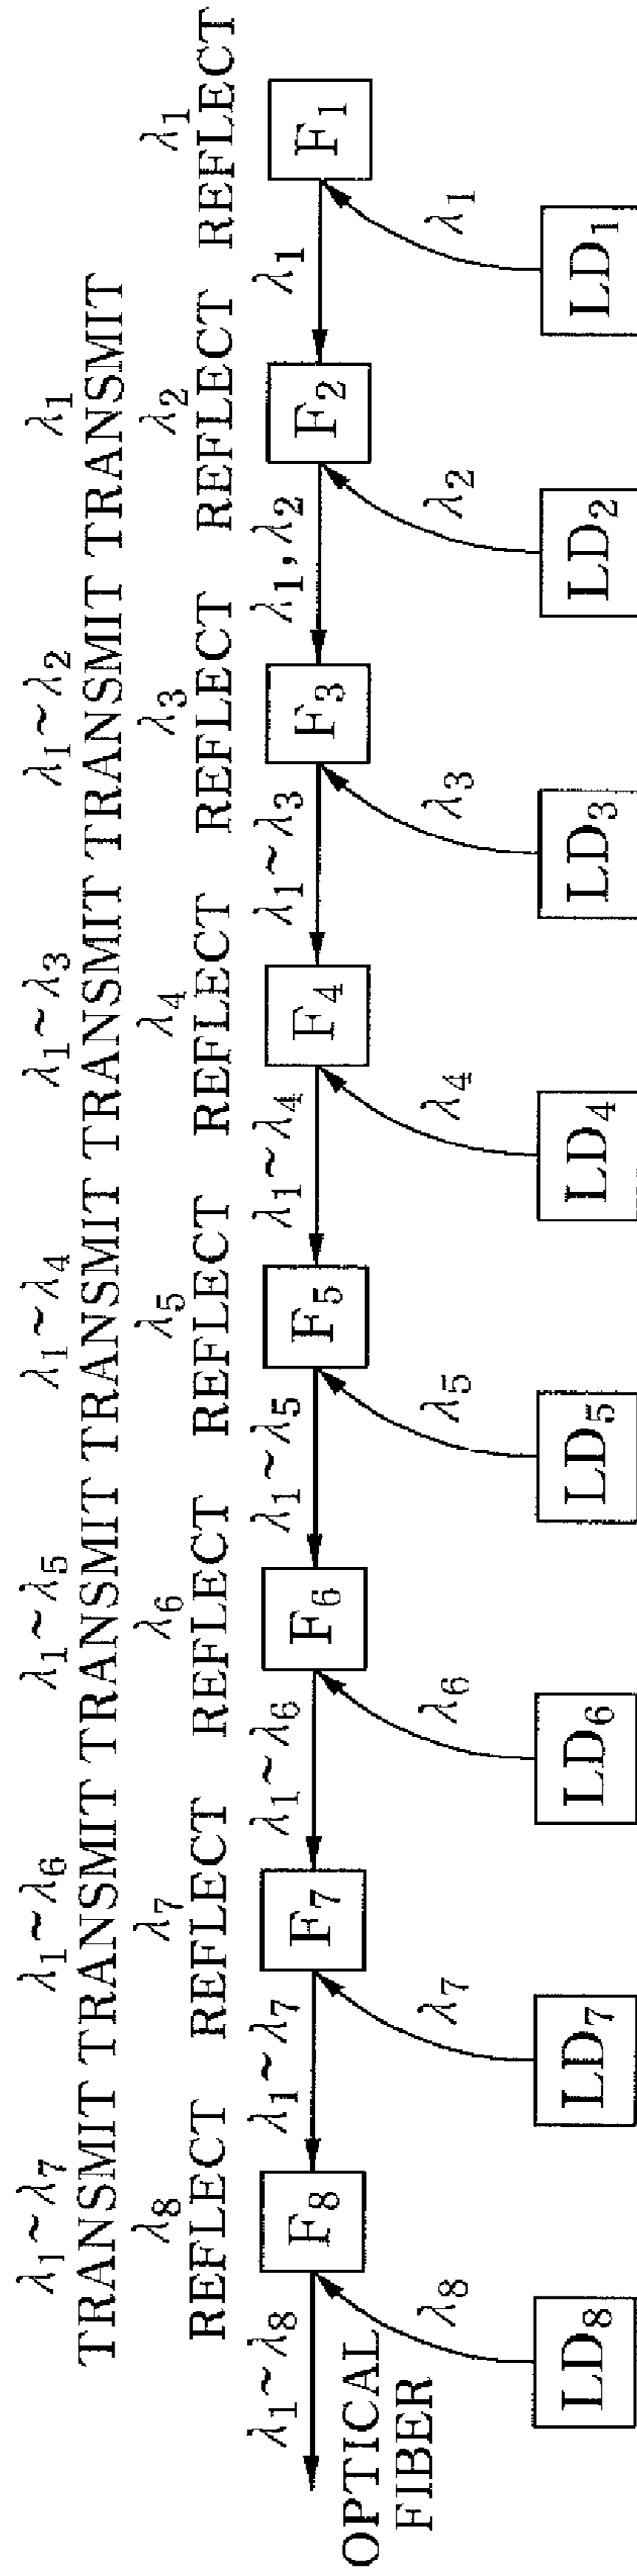 λ₁~λ₇ λ₁~λ₆ λ₁~λ₅ λ₁~λ₄ λ₁~λ₃ λ₁~λ₂ λ₁
TRANSMIT TRANSMIT TRANSMIT TRANSMIT TRANSMIT TRANSMIT TRANSMIT
λ₈ λ₇ λ₆ λ₅ λ₄ λ₃ λ₂ λ₁
REFLECT REFLECT REFLECT REFLECT REFLECT REFLECT REFLECT REFLECT
λ₁~λ₈ λ₁~λ₇ λ₁~λ₆ λ₁~λ₅ λ₁~λ₄ λ₁~λ₃ λ₁,λ₂ λ₁
F₈ F₇ F₆ F₅ F₄ F₃ F₂ F₁
OPTICAL
FIBER
λ₈ λ₇ λ₆ λ₅ λ₄ λ₃ λ₂ λ₁
LD₈ LD₇ LD₆ LD₅ LD₄ LD₃ LD₂ LD₁